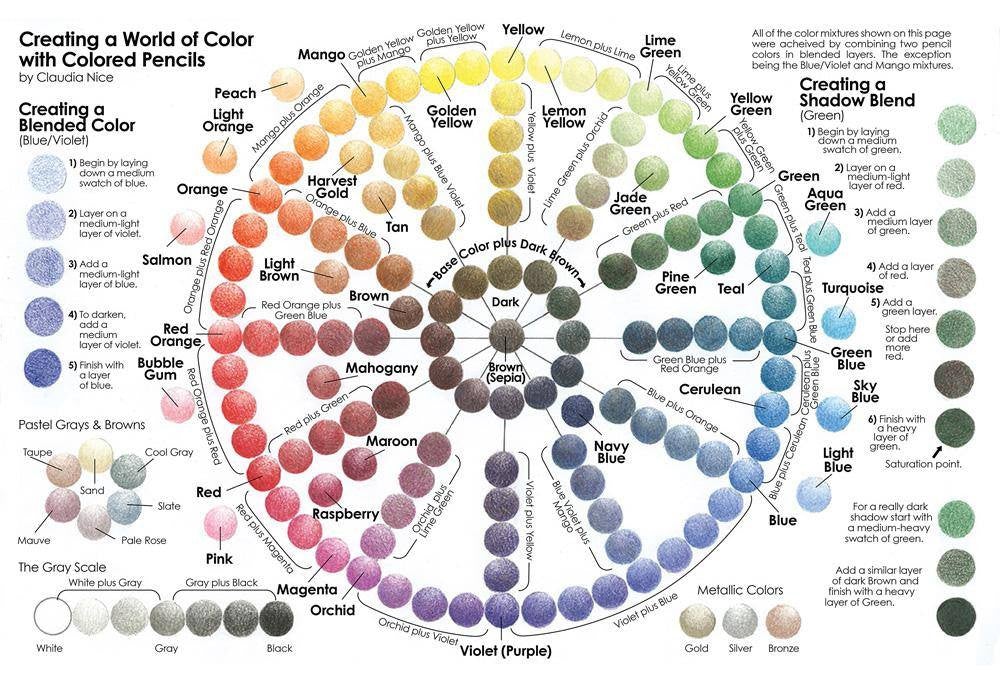 Creating a World of Color
with Colored Pencils
by Claudia Nice
Creating a
Blended Color
(Blue/Violet)
1) Begin by laying
down a medium
swatch of blue.
2) Layer on a
medium-light
layer of violet.
3) Add a
medium-light
layer of blue.
4) To darken,
add a
medium
layer of violet.
5) Finish with
a layer
of blue.
Pastel Grays & Browns
Taupe
Sand
Cool Gray
Slate
Pale Rose
Mauve
The Gray Scale
White plus Gray
Gray plus Black
White
Gray
Black
Peach
Light
Orange
Orange
Salmon
Red
Orange
Bubble
Gum
Red
Pink
Magenta
Orchid
Violet (Purple)
Mango
Golden Yellow
plus Mango
Golden Yellow
plus Yellow
Yellow
Golden
Yellow
Lemon plus Lime
Lemon
Yellow
Lime
Green
Lime plus
Yellow Green
Yellow
Green
Yellow Green
plus Green
Green
Green plus Teal
Aqua
Green
Teal
Teal plus Green Blue
Turquoise
Green
Blue
Cerulean plus
Green Blue
Cerulean
Sky
Blue
Blue plus Cerulean
Light
Blue
Blue
Violet plus Blue
Orchid plus Violet
Red plus Magenta
Red Orange plus Red
Orange plus Red Orange
Mango plus Orange
Harvest
Gold
Tan
Mango plus Blue Violet
Yellow plus Violet
Lime Green plus Orchid
Jade
Green
Green plus Red
Pine
Green
Orange plus Blue
Light
Brown
Brown
Base Color plus Dark Brown
Dark
Brown
(Sepia)
Red Orange plus
Green Blue
Green Blue plus
Red Orange
Mahogany
Red plus Green
Maroon
Raspberry
Orchid plus
Lime Green
Violet plus Yellow
Blue Violet plus
Mango
Navy
Blue
Blue plus Orange
Metallic Colors
Gold
Silver
Bronze
All of the color mixtures shown on this page
were acheived by combining two pencil
colors in blended layers. The exception
being the Blue/Violet and Mango mixtures.
Creating a
Shadow Blend
(Green)
1) Begin by laying
down a medium
swatch of green.
2) Layer on a
medium-light
layer of red.
3) Add a
medium layer
of green.
4) Add a layer
of red.
5) Add a
green layer.
Stop here
or add
more
red.
6) Finish with
a heavy
layer of
green.
Saturation point.
For a really dark
shadow start with
a medium-heavy
swatch of green.
Add a similar layer
of dark Brown and
finish with a heavy
layer of Green.